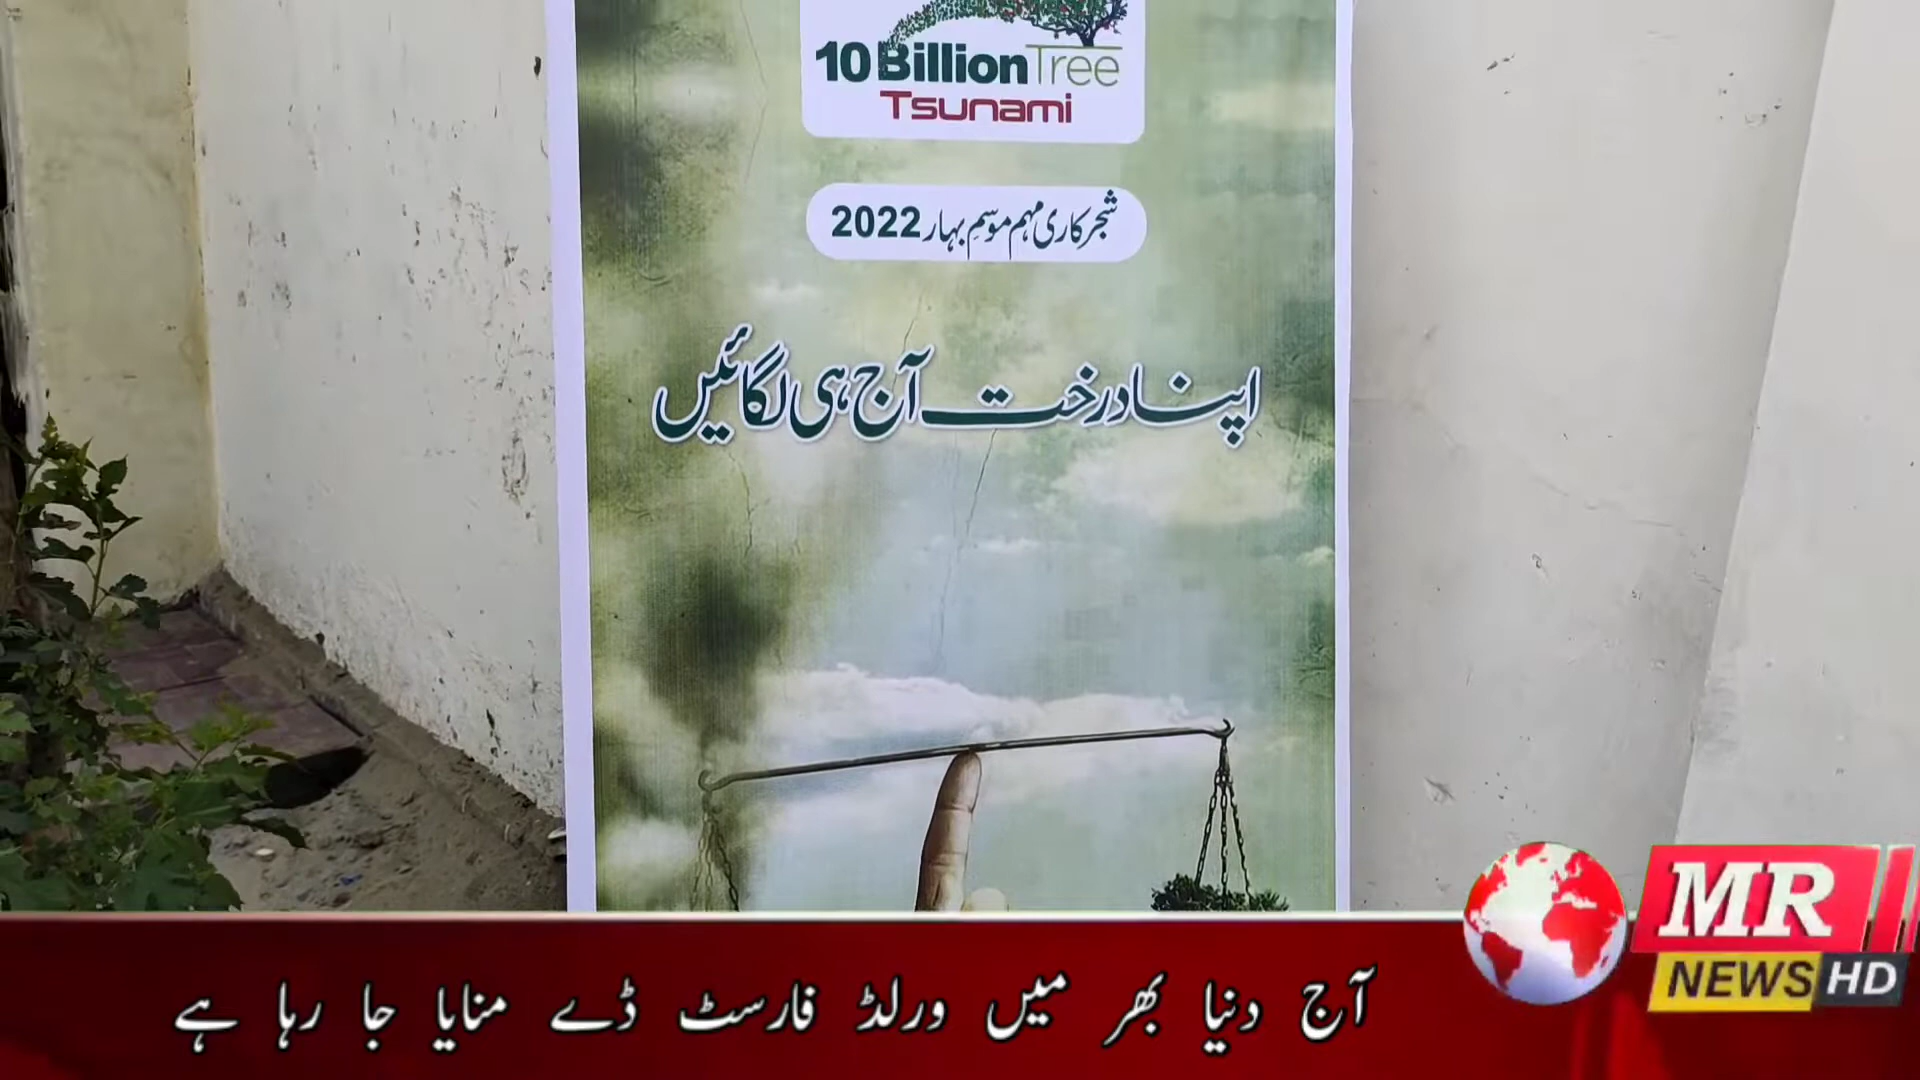 10 Billion Tree
Tsunami
شجرکاری مہم موسمِ بہار 2022
اپنا درخت آج ہی لگائیں
آج دنیا بھر میں ورلڈ فارسٹ ڈے منایا جا رہا ہے
MR
NEWS HD